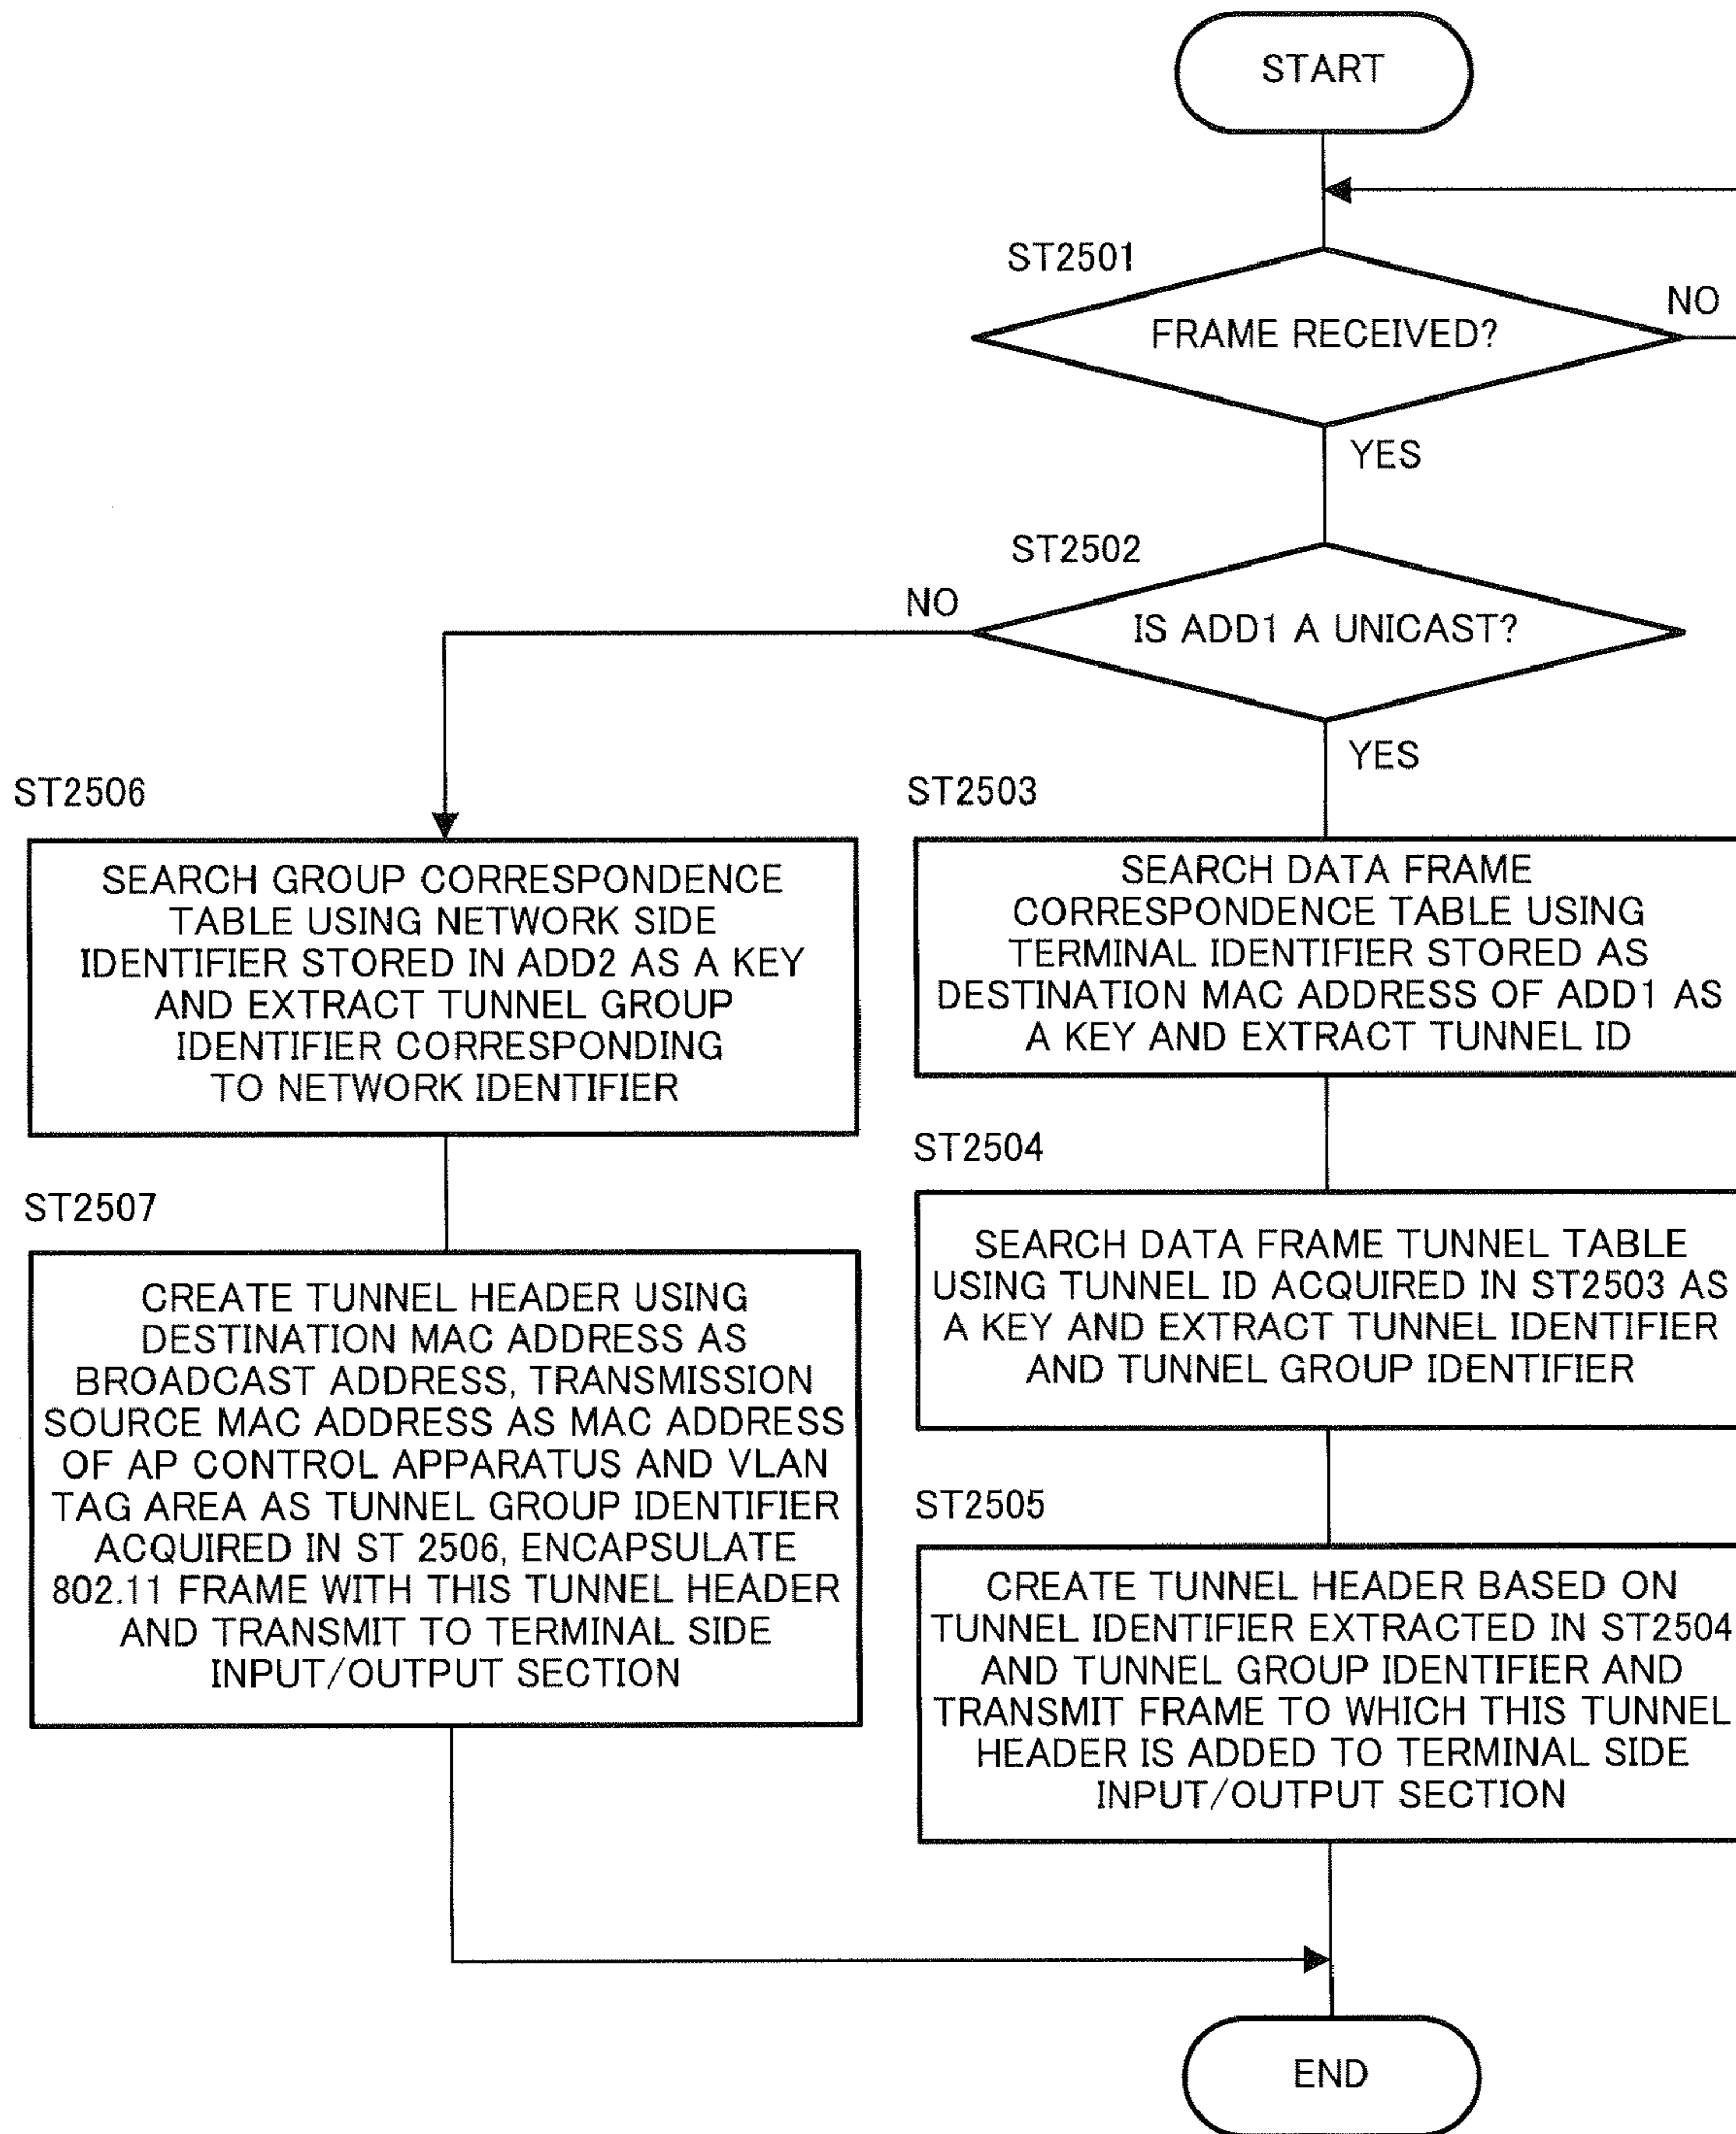 START
ST2501
FRAME RECEIVED?
NO
YES
ST2502
NO
IS ADD1 A UNICAST?
YES
ST2506
SEARCH GROUP CORRESPONDENCE
TABLE USING NETWORK SIDE
IDENTIFIER STORED IN ADD2 AS A KEY
AND EXTRACT TUNNEL GROUP
IDENTIFIER CORRESPONDING
TO NETWORK IDENTIFIER
ST2503
SEARCH DATA FRAME
CORRESPONDENCE TABLE USING
TERMINAL IDENTIFIER STORED AS
DESTINATION MAC ADDRESS OF ADD1 AS
A KEY AND EXTRACT TUNNEL ID
ST2504
SEARCH DATA FRAME TUNNEL TABLE
USING TUNNEL ID ACQUIRED IN ST2503 AS
A KEY AND EXTRACT TUNNEL IDENTIFIER
AND TUNNEL GROUP IDENTIFIER
ST2507
CREATE TUNNEL HEADER USING
DESTINATION MAC ADDRESS AS
BROADCAST ADDRESS, TRANSMISSION
SOURCE MAC ADDRESS AS MAC ADDRESS
OF AP CONTROL APPARATUS AND VLAN
TAG AREA AS TUNNEL GROUP IDENTIFIER
ACQUIRED IN ST 2506, ENCAPSULATE
802.11 FRAME WITH THIS TUNNEL HEADER
AND TRANSMIT TO TERMINAL SIDE
INPUT/OUTPUT SECTION
ST2505
CREATE TUNNEL HEADER BASED ON
TUNNEL IDENTIFIER EXTRACTED IN ST2504
AND TUNNEL GROUP IDENTIFIER AND
TRANSMIT FRAME TO WHICH THIS TUNNEL
HEADER IS ADDED TO TERMINAL SIDE
INPUT/OUTPUT SECTION
END